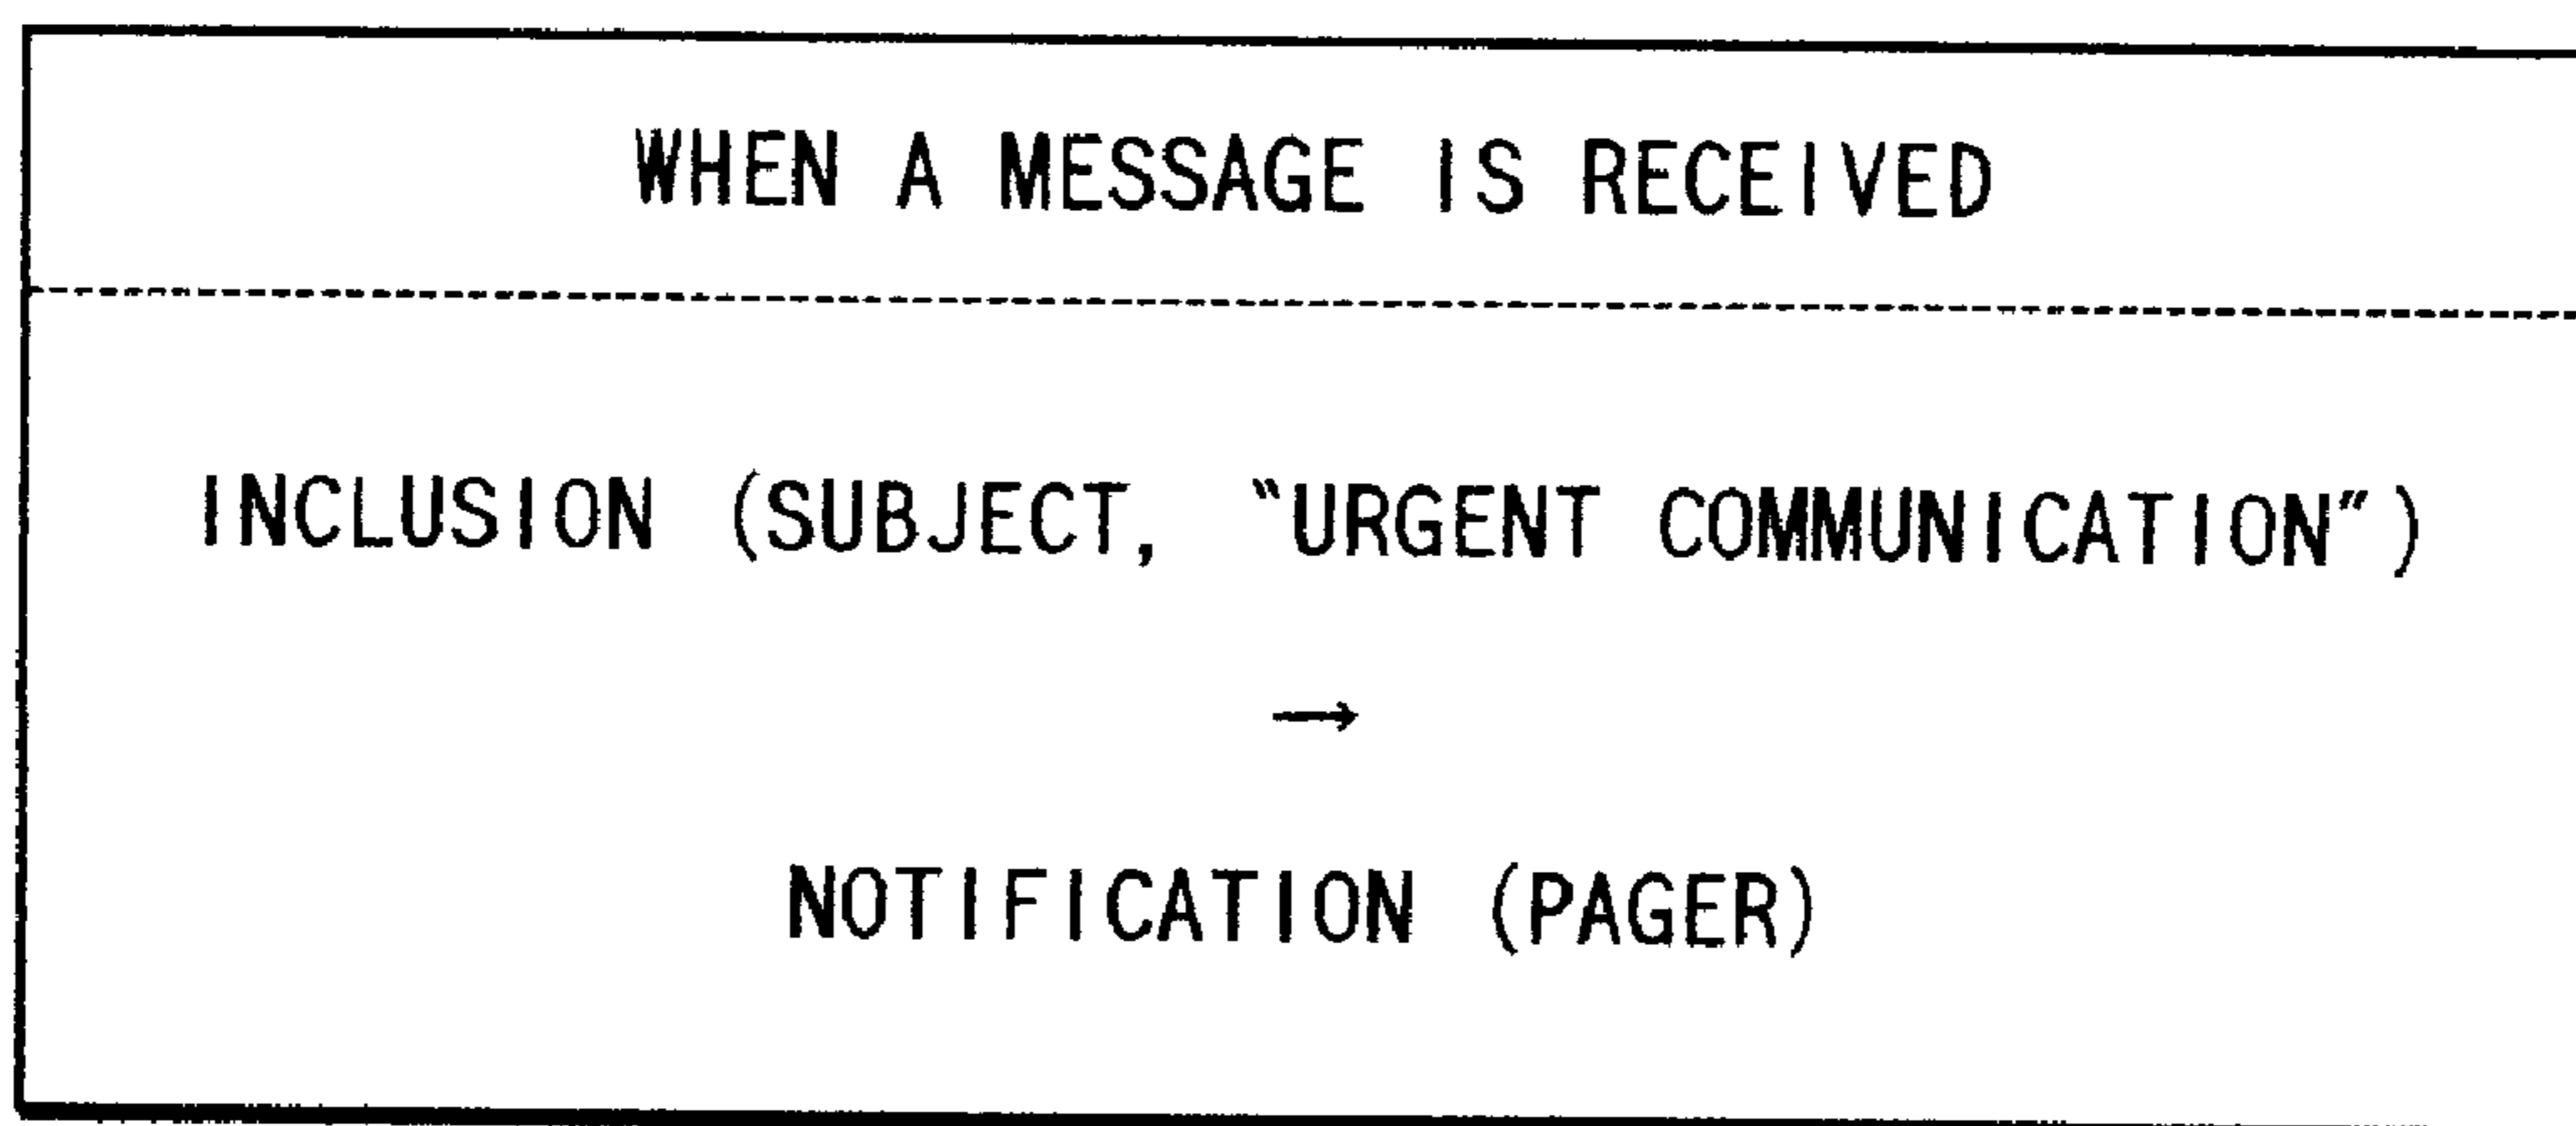 WHEN A MESSAGE IS RECEIVED
INCLUSION (SUBJECT, "URGENT COMMUNICATION")
→
NOTIFICATION (PAGER)